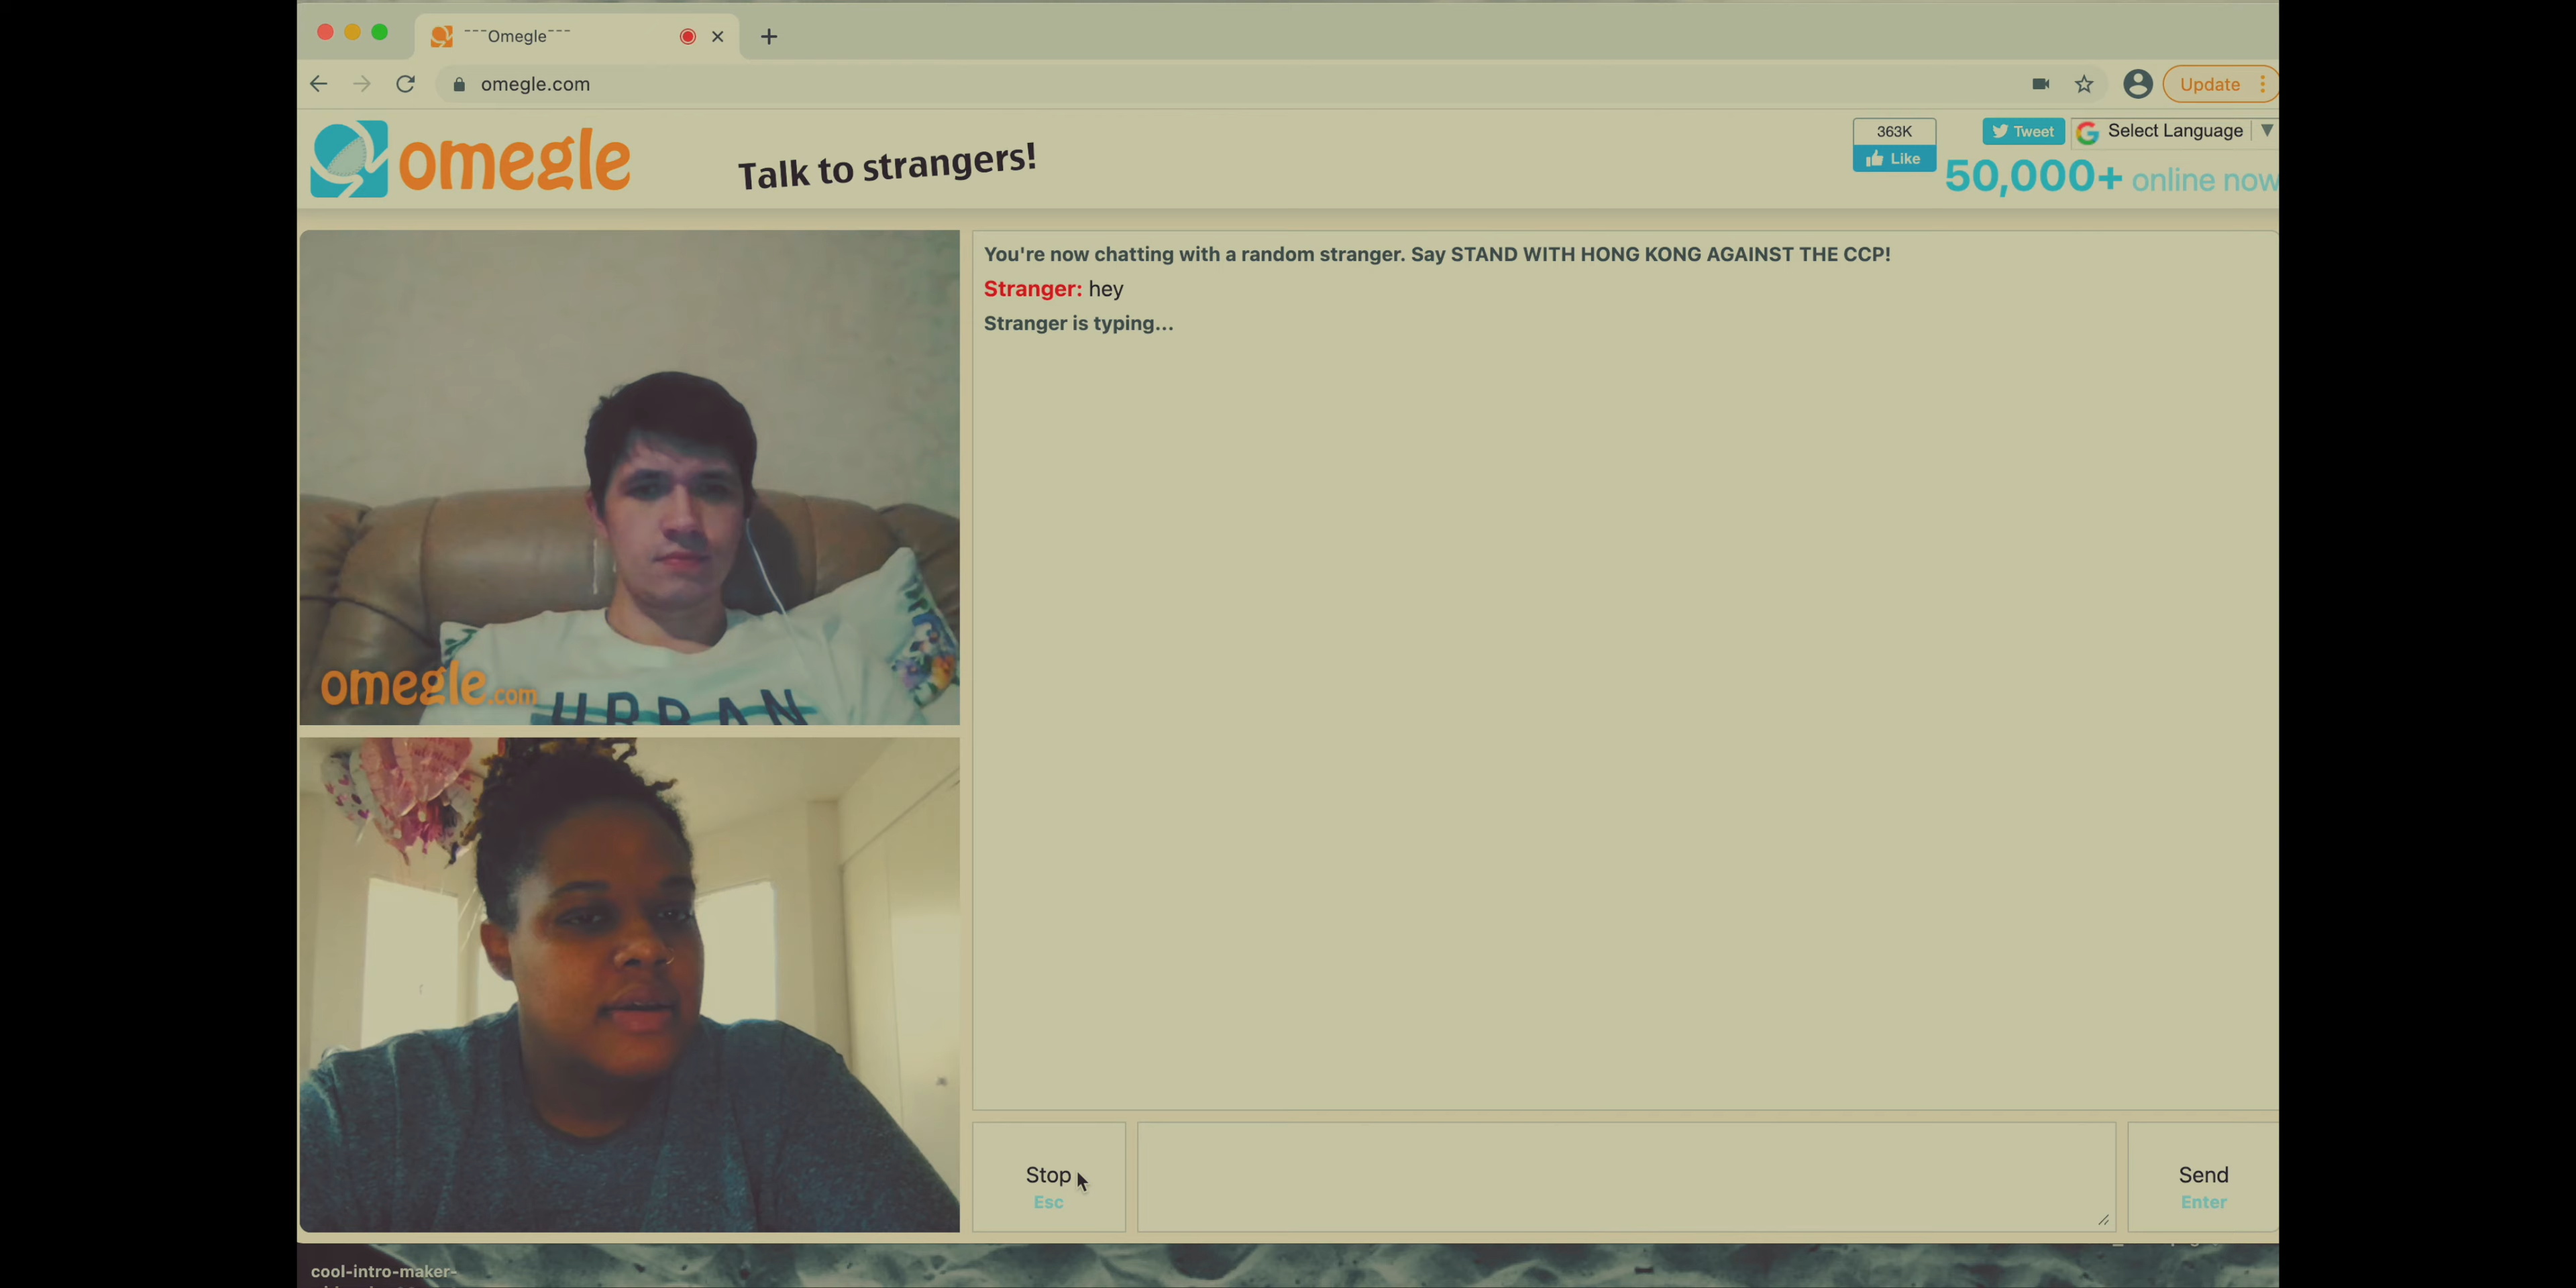 ---Omegle---
omegle.com
Update
omegle
Talk to strangers!
363K
Like
Tweet
Select Language
50,000+ online now
You're now chatting with a random stranger. Say STAND WITH HONG KONG AGAINST THE CCP!
Stranger: hey
Stranger is typing...
omegle.com
URBAN
Stop
Esc
Send
Enter
cool-intro-maker-